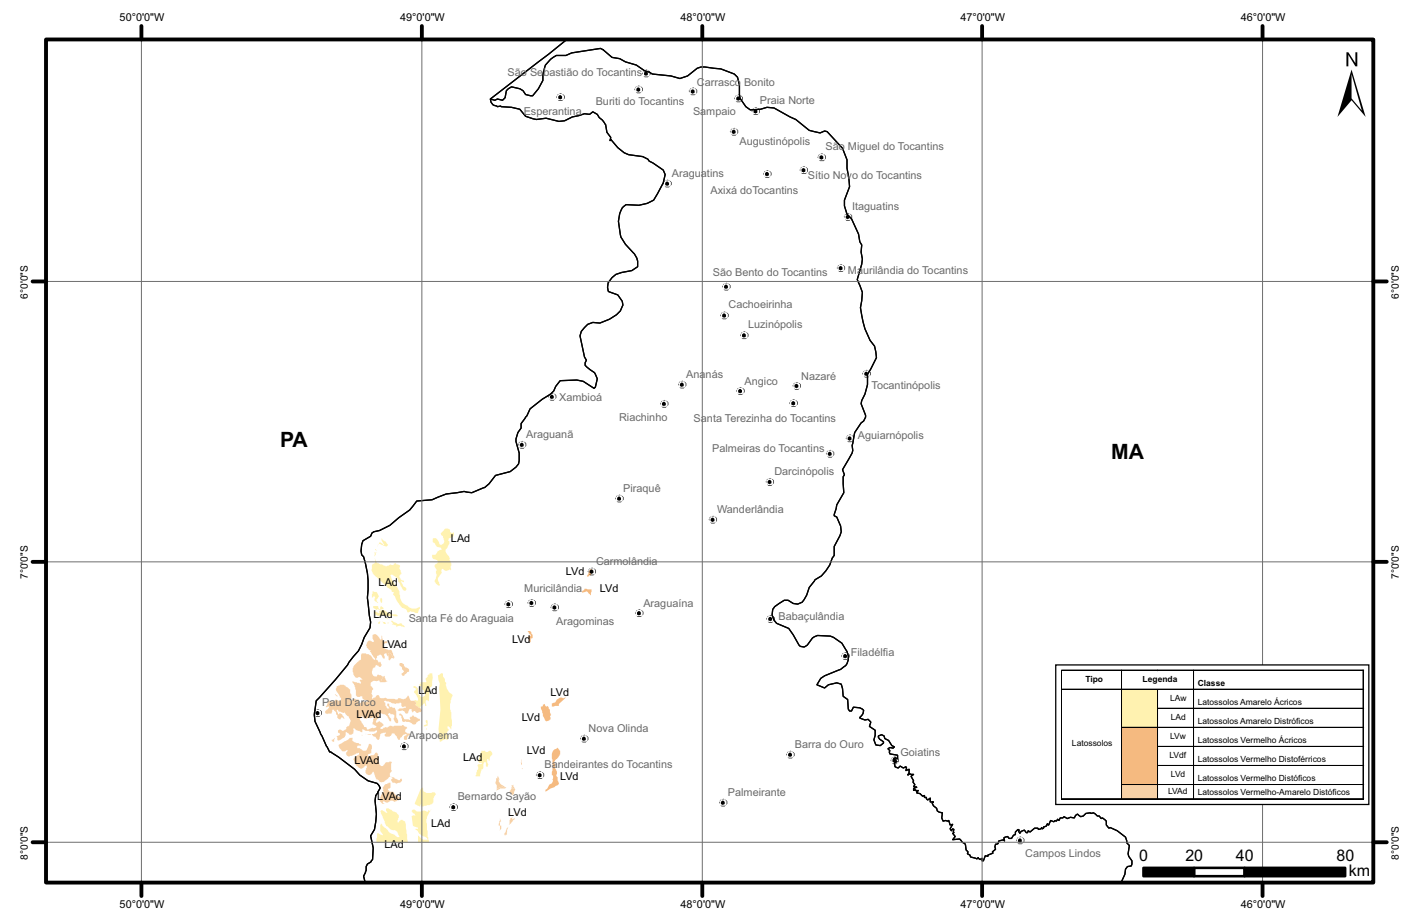 50°0'0"W 49°0'0"W 48°0'0"W 47°0'0"W 46°0'0"W
N
São Sebastião do Tocantins
Carrasco Bonito
Esperantina
Buriti do Tocantins
Sampaio
Praia Norte
Augustinópolis
São Miguel do Tocantins
Araguatins
Sítio Novo do Tocantins
Axixá doTocantins
Itaguatins
São Bento do Tocantins
Maurilândia do Tocantins
6°0'0"S
6°0'0"S
Cachoeirinha
Luzinópolis
Ananás
Angico
Nazaré
Tocantinópolis
Xambioá
Riachinho
Santa Terezinha do Tocantins
PA
MA
Araguanã
Aguiarnópolis
Palmeiras do Tocantins
Darcinópolis
Piraquê
Wanderlândia
LAd
7°0'0"S
7°0'0"S
Carmolândia
LVd
LAd
Muricilândia
LVd
LAd
Santa Fé do Araguaia
Aragominas
Araguaína
Babaçulândia
LVAd
LVd
Filadélfia
LAd
LVd
Pau D'arco
LVAd
LVd
Arapoema
Nova Olinda
LVAd
LAd
LVd
Bandeirantes do Tocantins
LVd
Barra do Ouro
Goiatins
LVAd
Bernardo Sayão
LVd
LAd
Palmeirante
LAd
8°0'0"S
8°0'0"S
Campos Lindos
Tipo Legenda Classe
LAw Latossolos Amarelo Ácricos
LAd Latossolos Amarelo Distróficos
Latossolos
LVw Latossolos Vermelho Ácricos
LVdf Latossolos Vermelho Distoférricos
LVd Latossolos Vermelho Distóficos
LVAd Latossolos Vermelho-Amarelo Distóficos
0 20 40 80
km
50°0'0"W 49°0'0"W 48°0'0"W 47°0'0"W 46°0'0"W